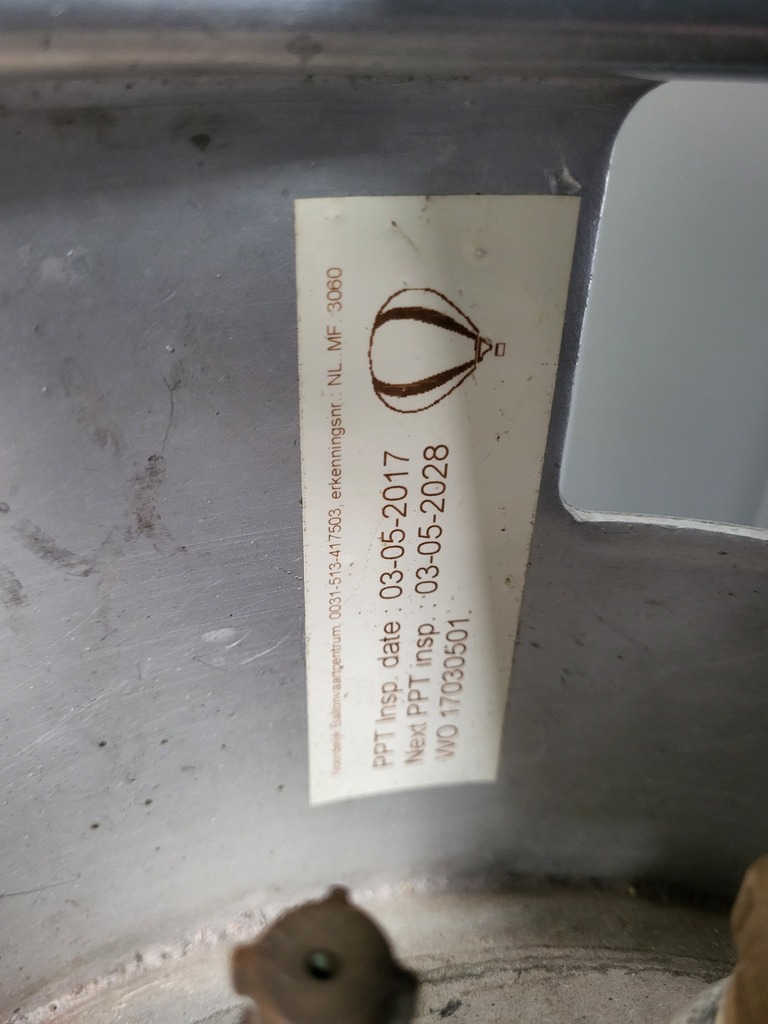 Ballonvaartcentrum, 0031-513-417503, erkenningsnr.: NL. MF. 3060
PPT Insp. date : 03-05-2017
Next PPT insp. : 03-05-2028
WO 17030501.